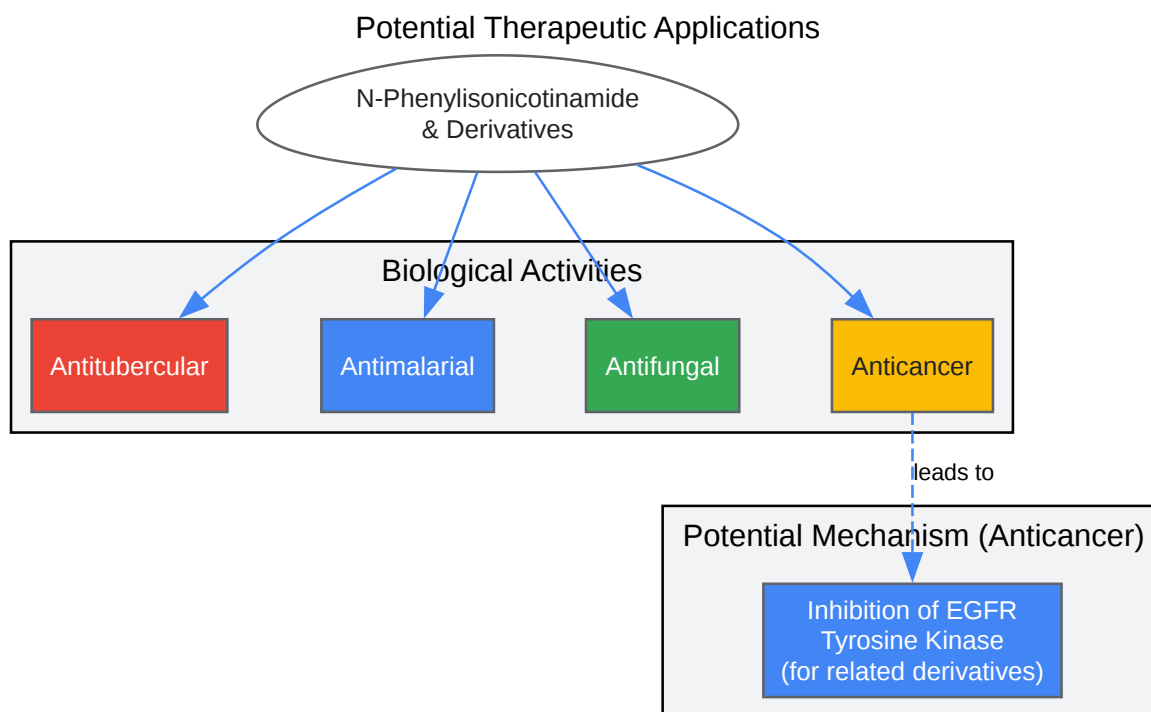 Potential Therapeutic Applications
N-Phenylisonicotinamide
& Derivatives
Biological Activities
Antitubercular
Antimalarial
Antifungal
Anticancer
leads to
Potential Mechanism (Anticancer)
Inhibition of EGFR
Tyrosine Kinase
(for related derivatives)